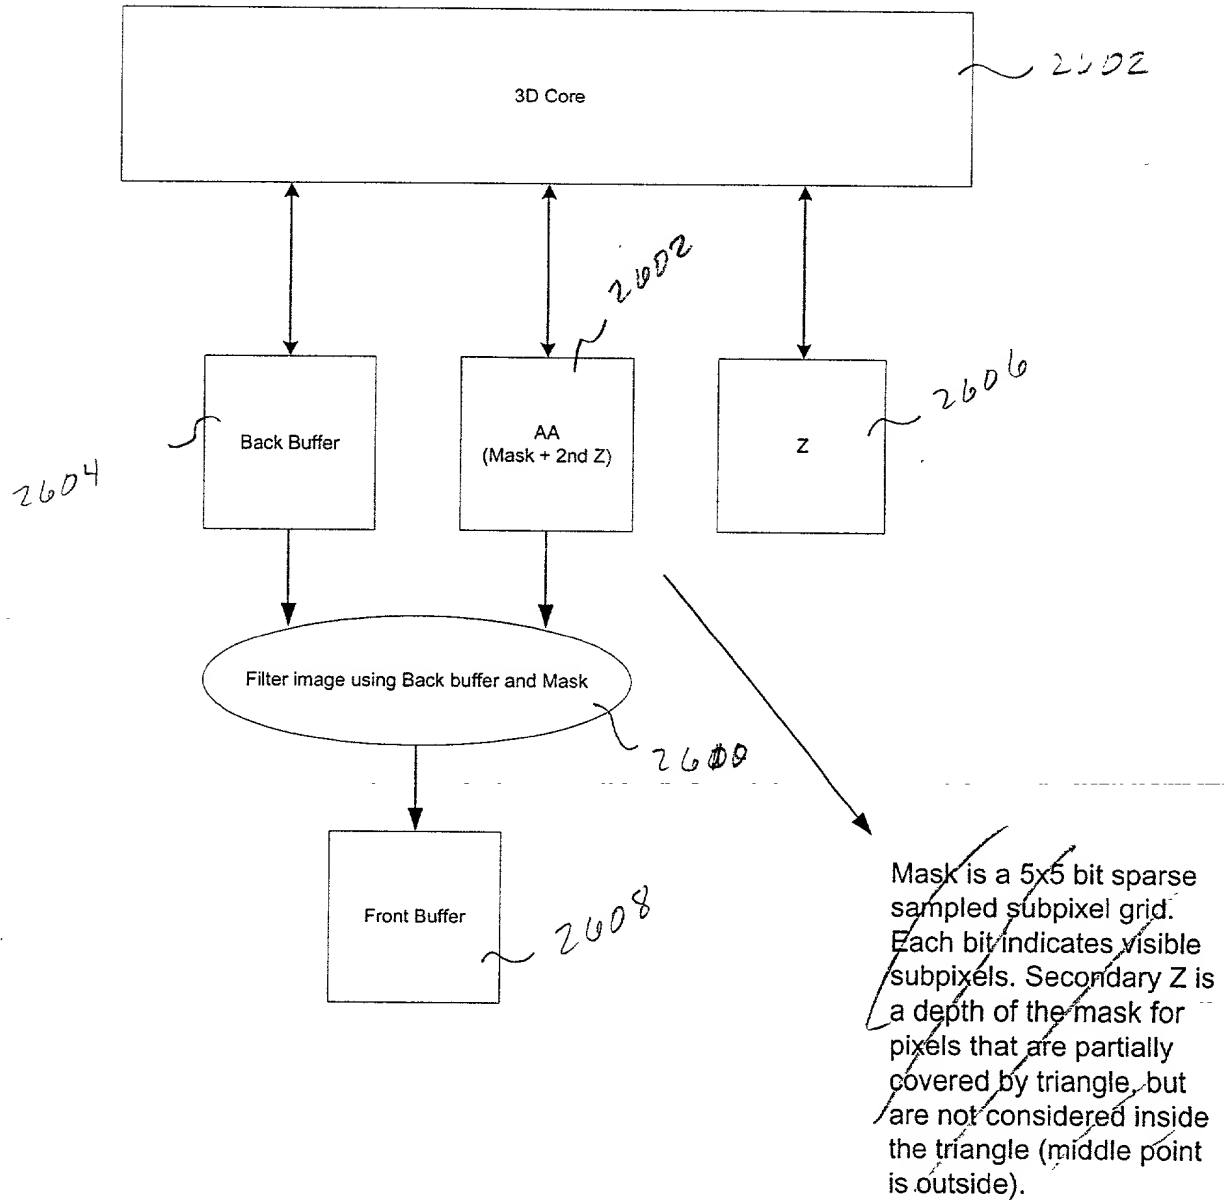 3D Core
2602
2602
Back Buffer
AA
(Mask + 2nd Z)
Z
2606
2604
Filter image using Back buffer and Mask
2600
Front Buffer
2608
Mask is a 5x5 bit sparse
sampled subpixel grid.
Each bit indicates visible
subpixels. Secondary Z is
a depth of the mask for
pixels that are partially
covered by triangle, but
are not considered inside
the triangle (middle point
is outside).